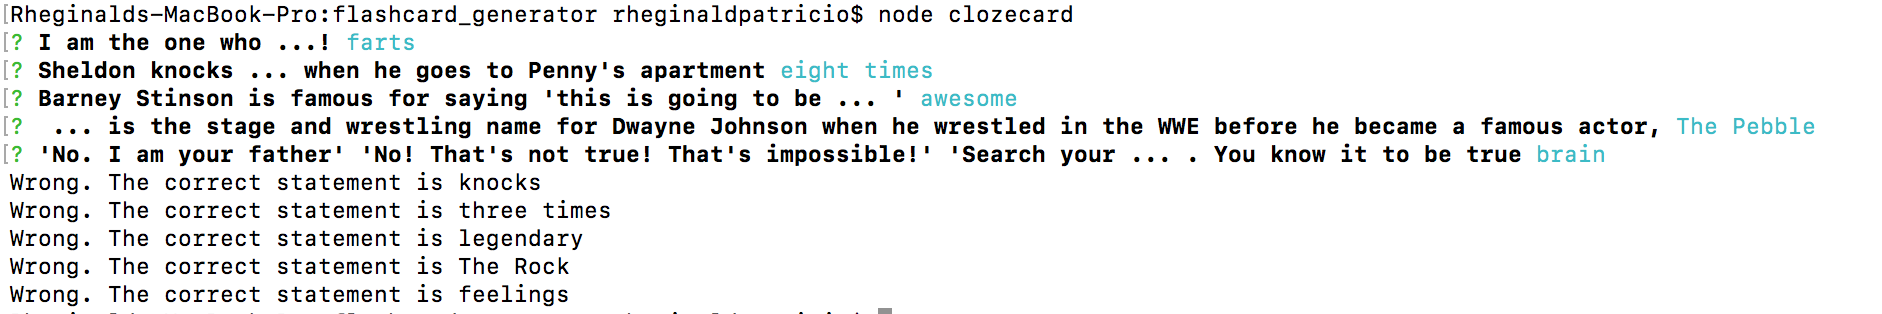 [Rheginalds-MacBook-Pro:flashcard_generator rheginaldpatricio$ node clozecard
[? I am the one who ...! farts
[? Sheldon knocks ... when he goes to Penny's apartment eight times
[? Barney Stinson is famous for saying 'this is going to be ... ' awesome
[?  ... is the stage and wrestling name for Dwayne Johnson when he wrestled in the WWE before he became a famous actor, The Pebble
[? 'No. I am your father' 'No! That's not true! That's impossible!' 'Search your ... . You know it to be true brain
Wrong. The correct statement is knocks
Wrong. The correct statement is three times
Wrong. The correct statement is legendary
Wrong. The correct statement is The Rock
Wrong. The correct statement is feelings